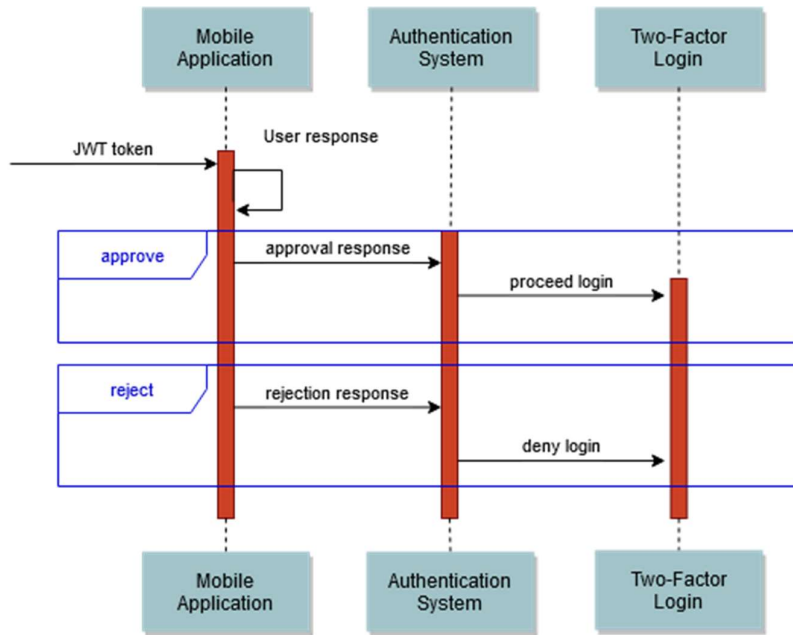 Mobile
Application
Authentication
System
Two-Factor
Login
User response
JWT token
approve
approval response
proceed login
reject
rejection response
deny login
Mobile
Application
Authentication
System
Two-Factor
Login